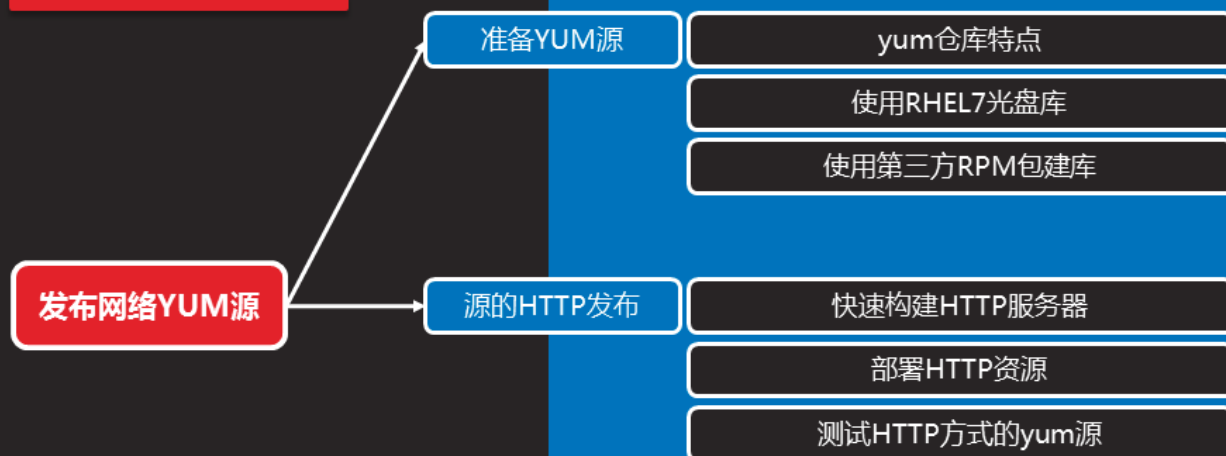 准备YUM源
yum仓库特点
使用RHEL7光盘库
使用第三方RPM包建库
发布网络YUM源
源的HTTP发布
快速构建HTTP服务器
部署HTTP资源
测试HTTP方式的yum源